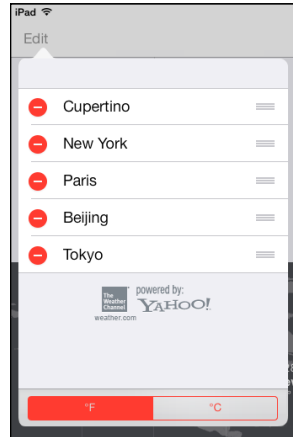 iPad
Edit
Cupertino
New York
Paris
Beijing
Tokyo
The
Weather
Channel
weather.com
powered by:
YAHOO!
°F
°C